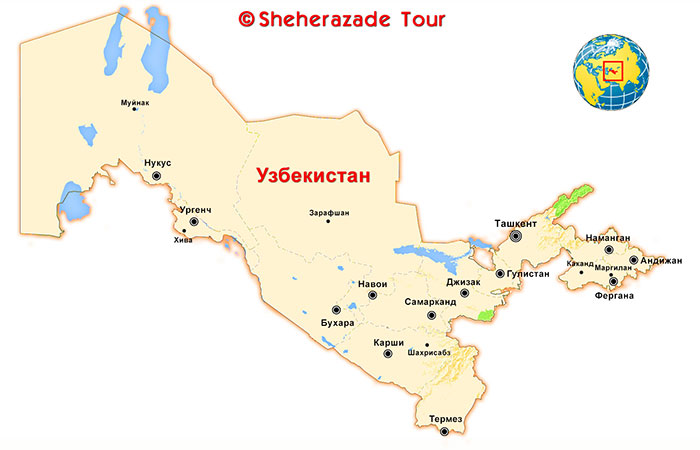 © Sheherazade Tour
Муйнак
Нукус
Узбекистан
Ургенч
Хива
Зарафшан
Ташкент
Наманган
Андижан
Каканд
Маргилан
Фергана
Гулистан
Джизак
Навои
Самарканд
Бухара
Карши
Шахрисабз
Термез